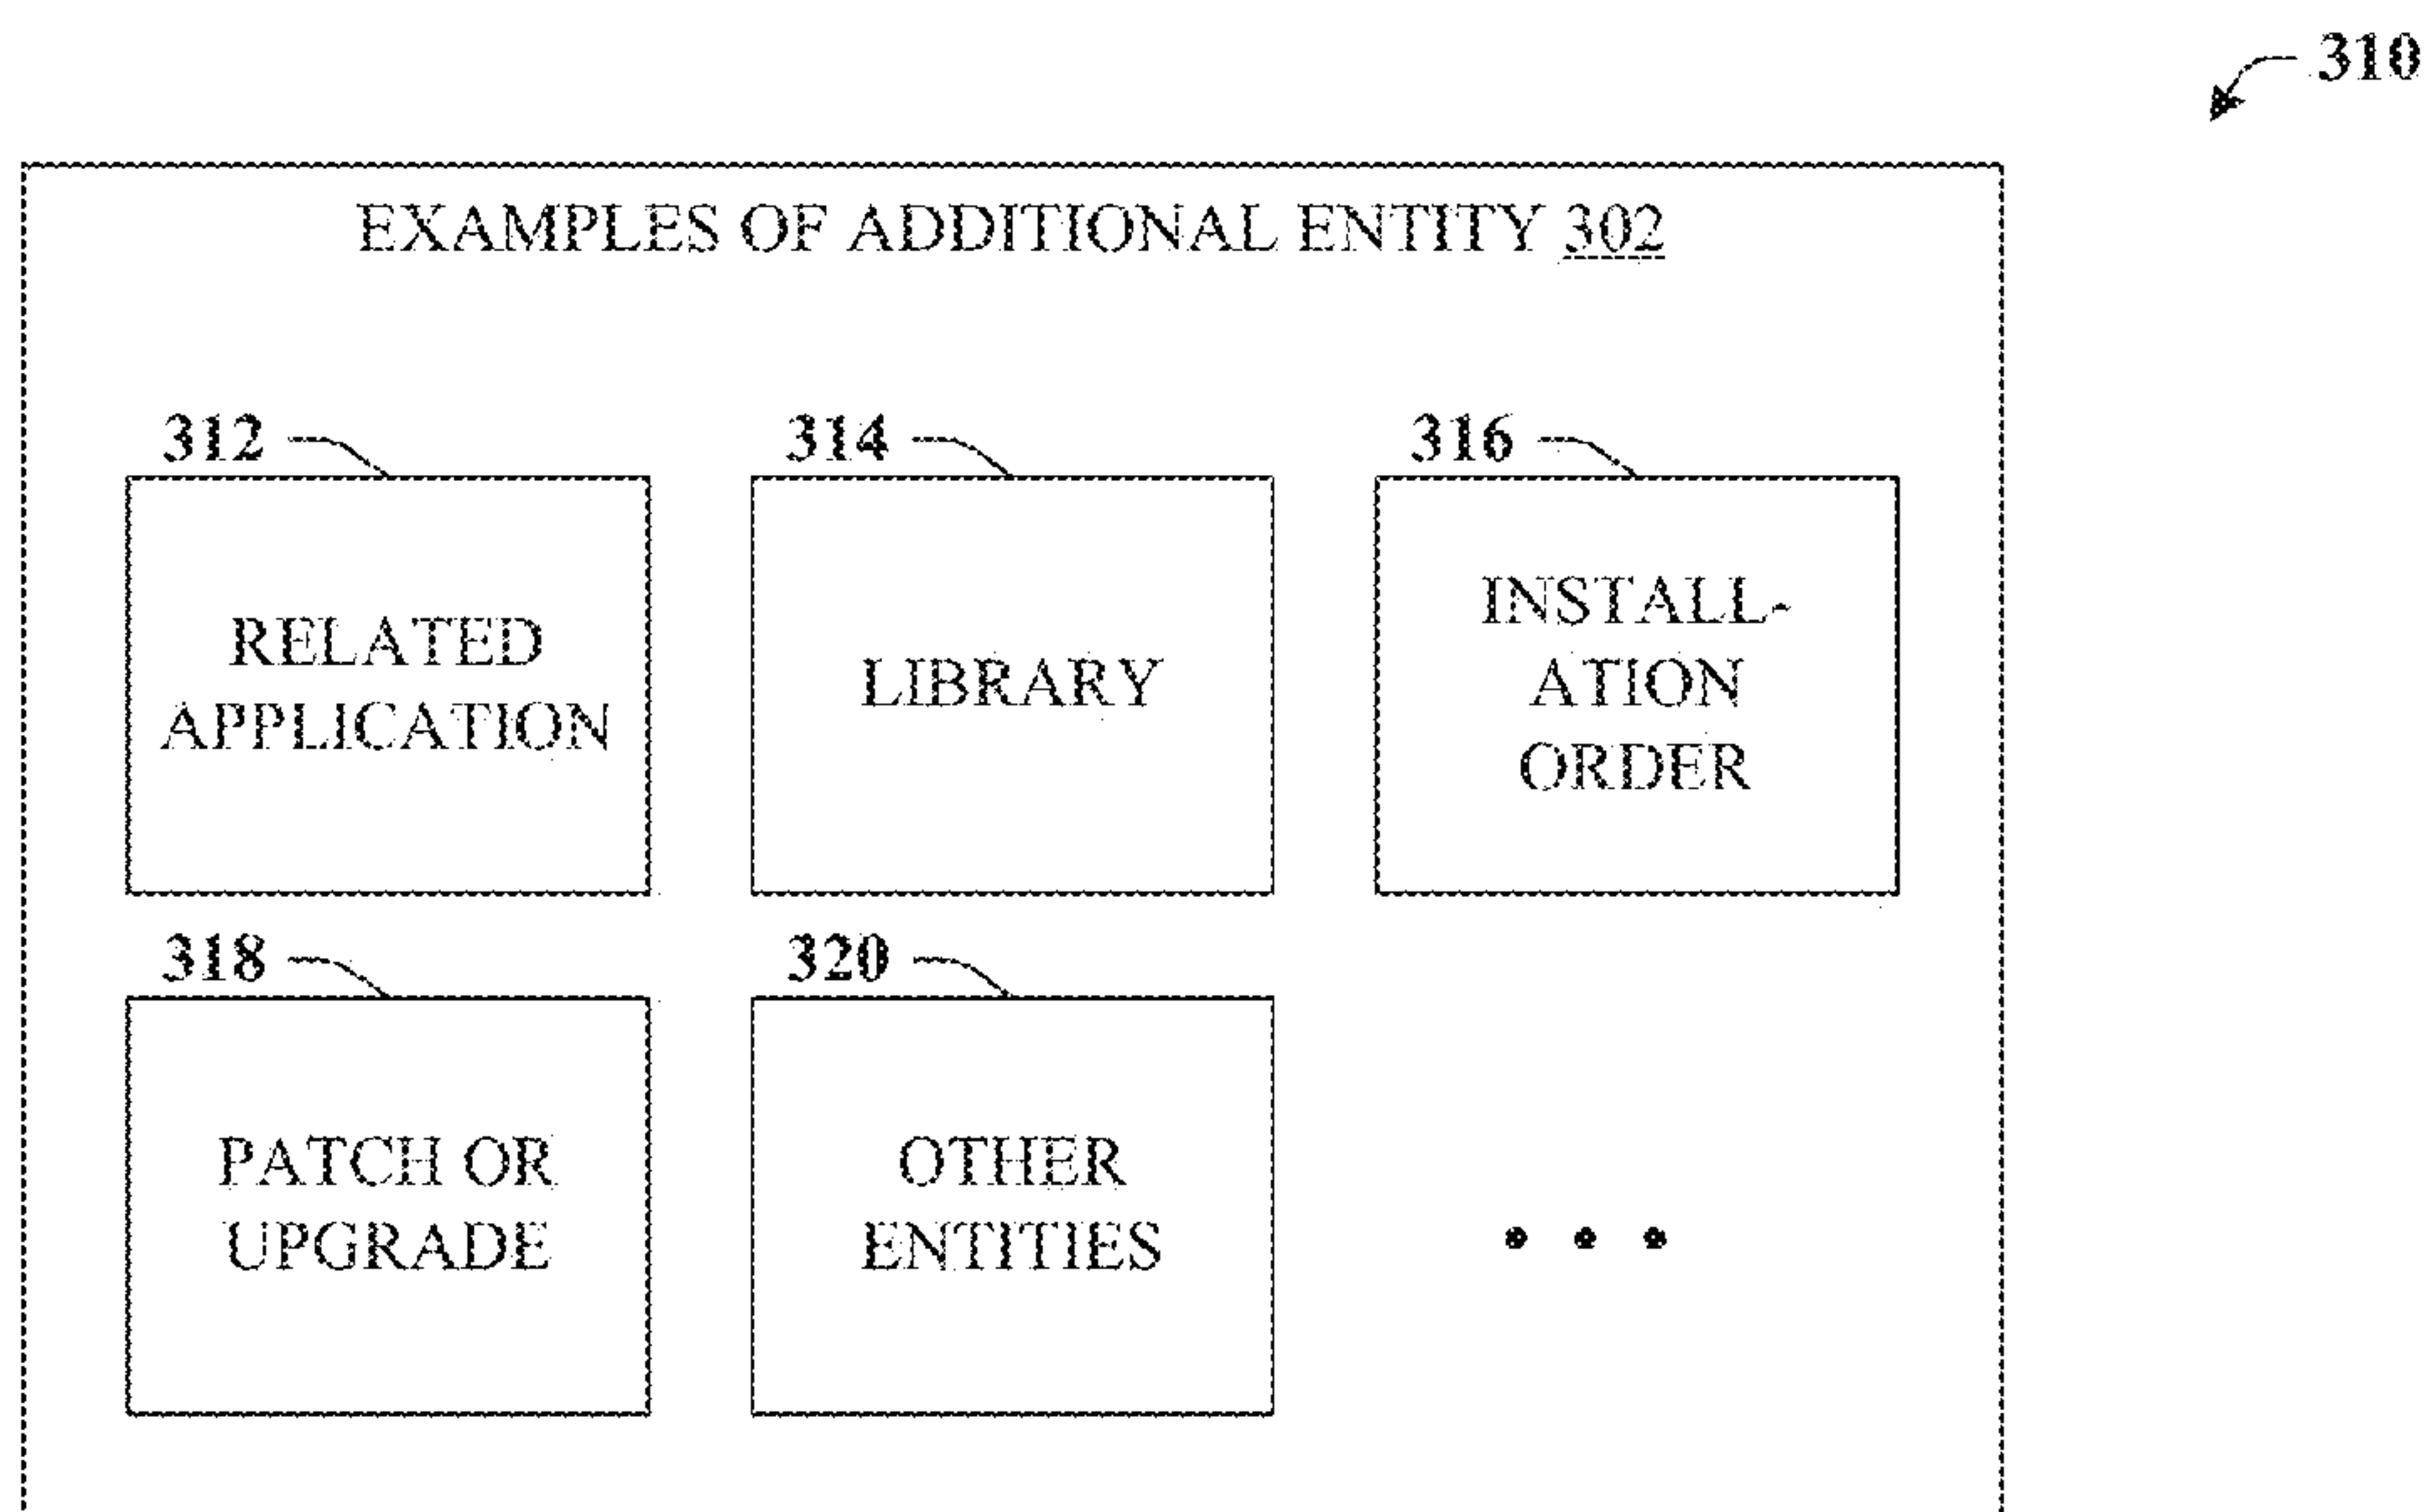 310
EXAMPLES OF ADDITIONAL ENTITY 302
312
314
316
RELATED
APPLICATION
LIBRARY
INSTALL-
ATION
ORDER
318
320
PATCH OR
UPGRADE
OTHER
ENTITIES
• • •